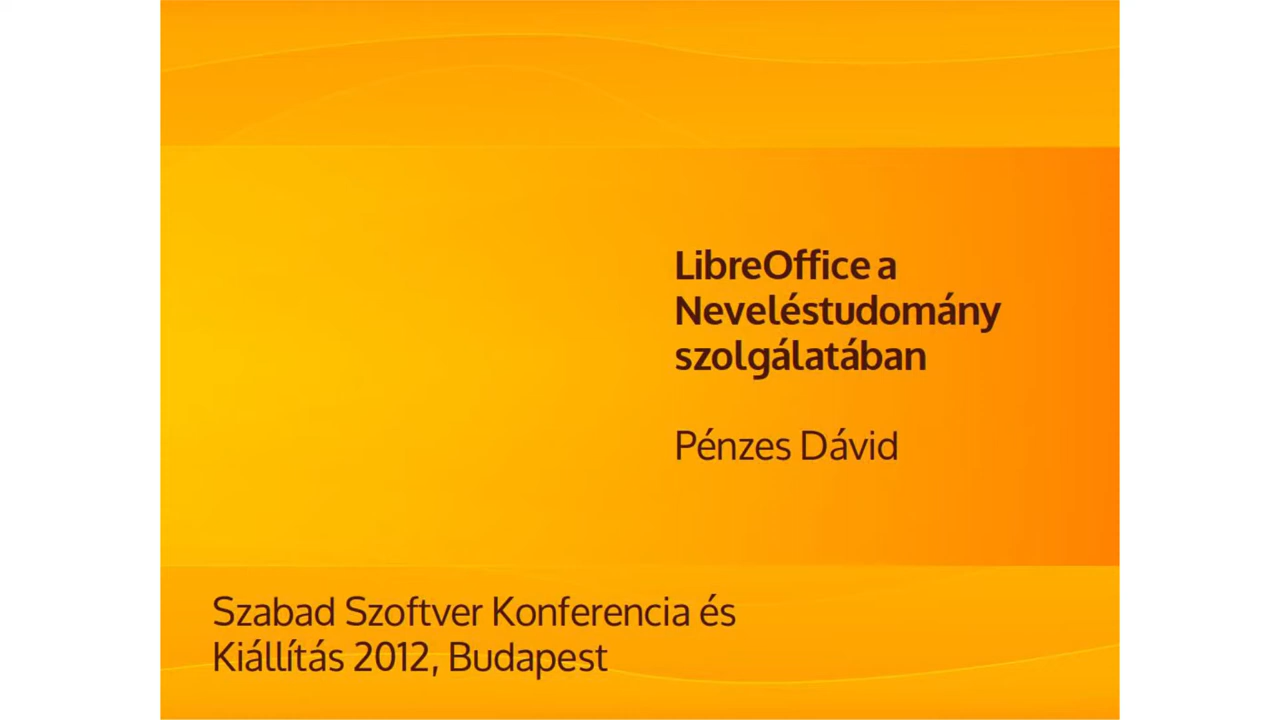 LibreOffice a
Neveléstudomány
szolgálatában
Pénzes Dávid
Szabad Szoftver Konferencia és
Kiállítás 2012, Budapest